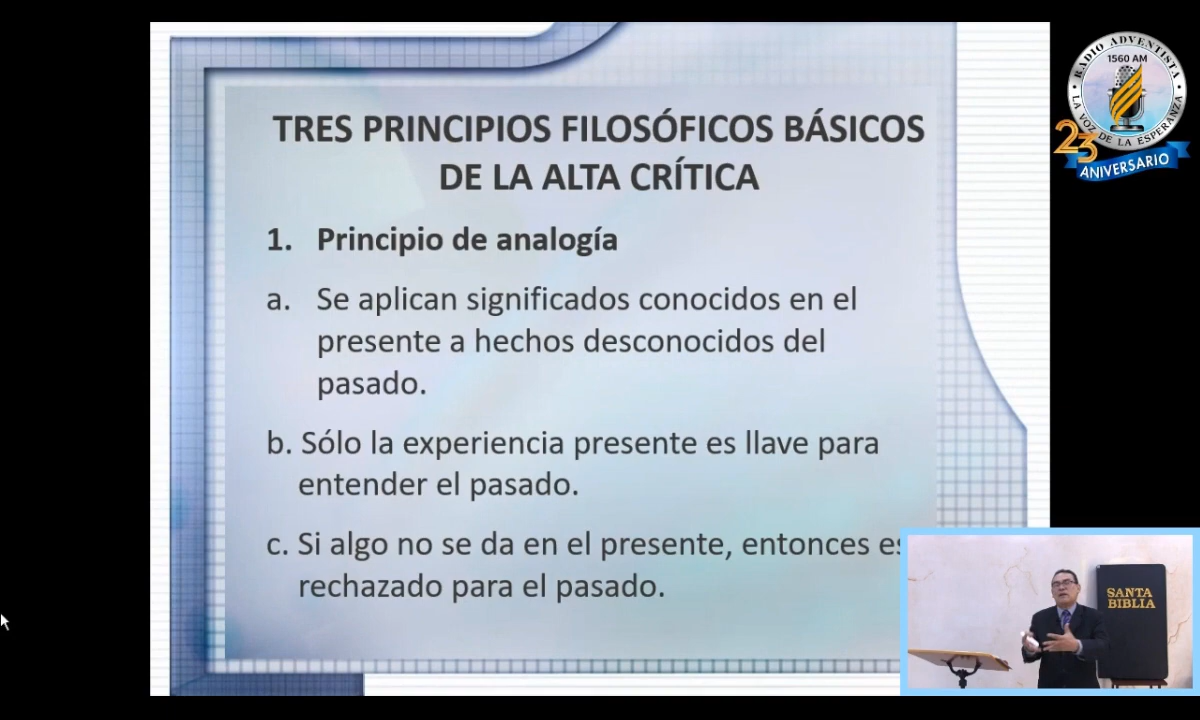 TRES PRINCIPIOS FILOSÓFICOS BÁSICOS
DE LA ALTA CRÍTICA
1. Principio de analogía
a. Se aplican significados conocidos en el
presente a hechos desconocidos del
pasado.
b. Sólo la experiencia presente es llave para
entender el pasado.
c. Si algo no se da en el presente, entonces es
rechazado para el pasado.
RADIO ADVENTISTA
1560 AM
LA VOZ DE LA ESPERANZA
23
ANIVERSARIO
SANTA
BIBLIA